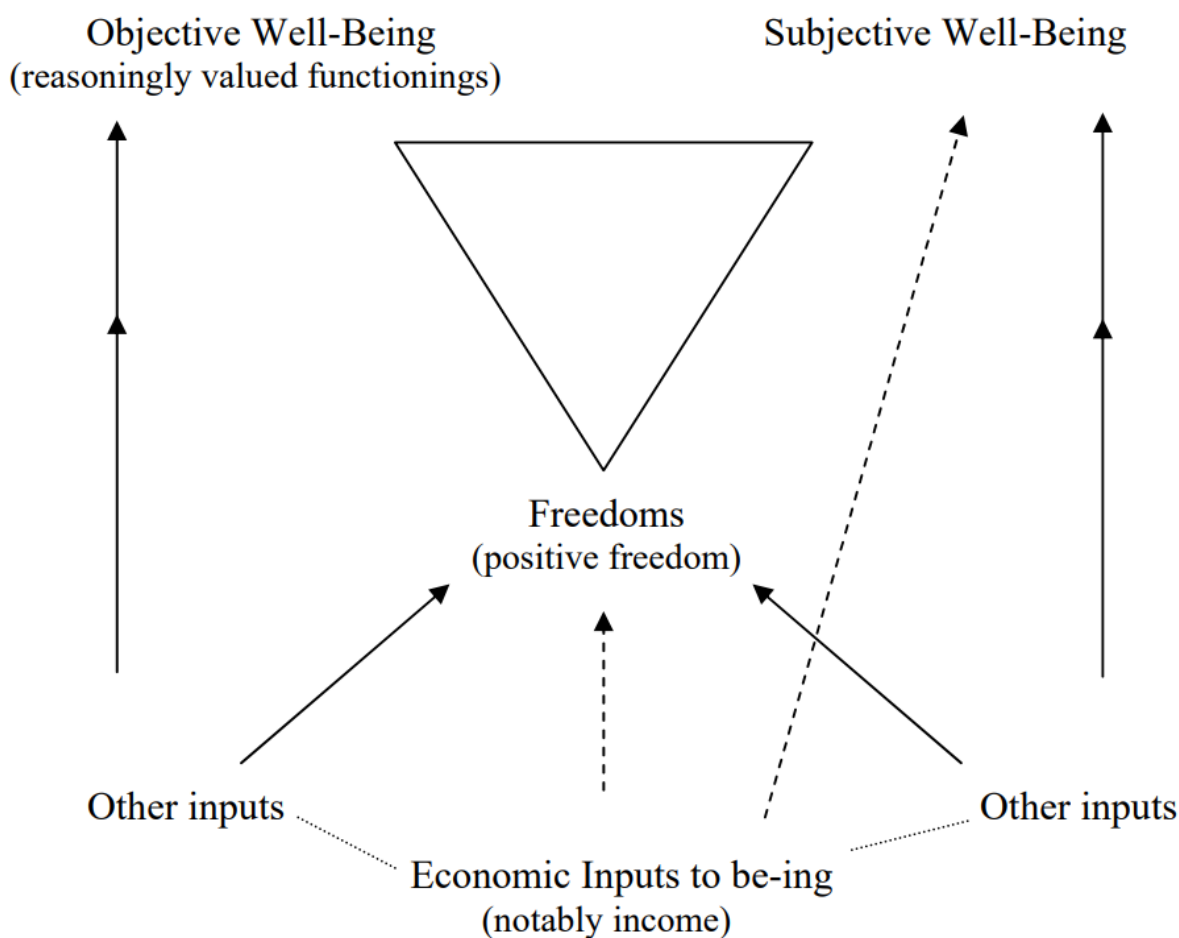 Objective Well-Being
(reasoningly valued functionings)
Subjective Well-Being
Freedoms
(positive freedom)
Other inputs
Other inputs
Economic Inputs to be-ing
(notably income)